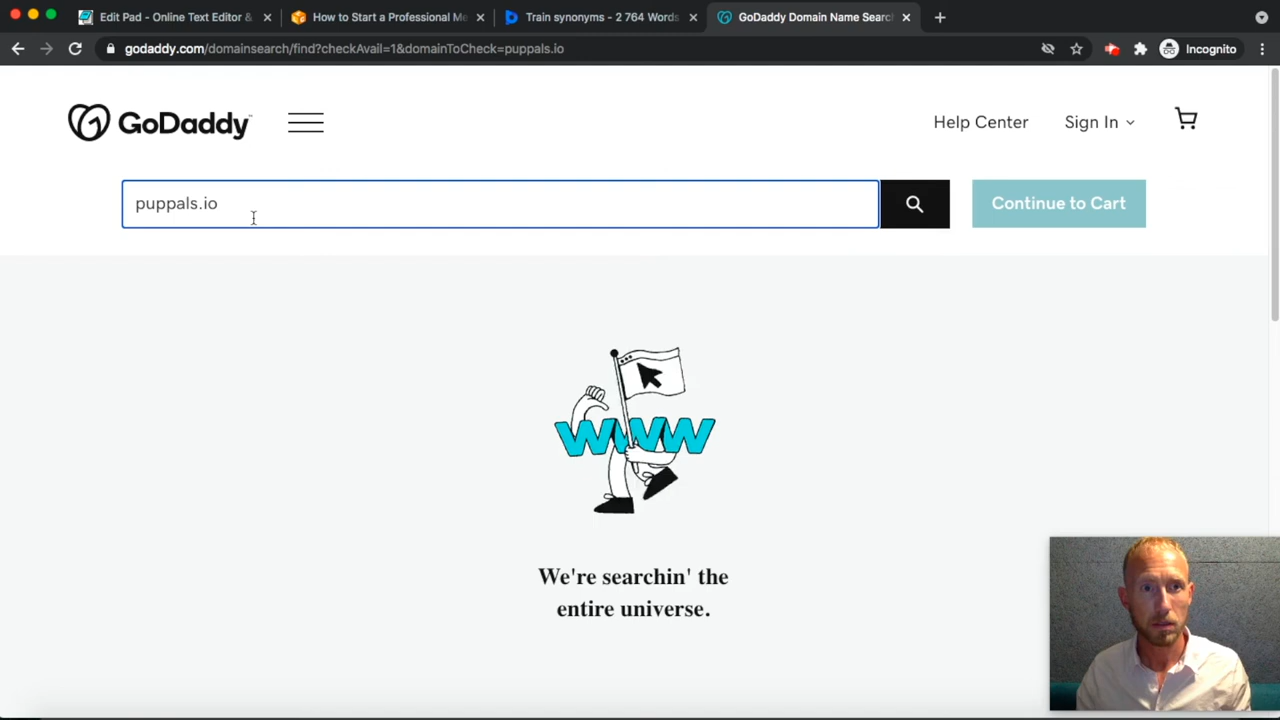 Edit Pad - Online Text Editor &
How to Start a Professional Me
Train synonyms - 2 764 Words
GoDaddy Domain Name Searc
godaddy.com/domainsearch/find?checkAvail=1&domainToCheck=puppals.io
Incognito
GoDaddy
Help Center
Sign In
puppals.io
Continue to Cart
WWW
We're searchin' the
entire universe.